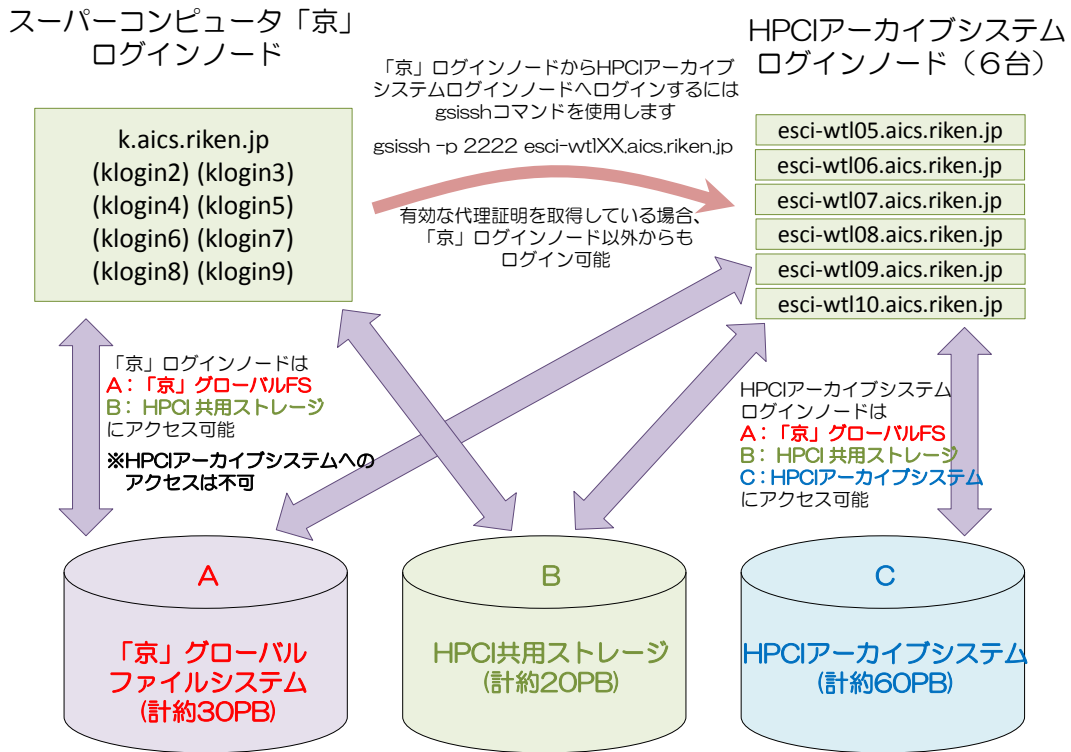 スーパーコンピュータ「京」
ログインノード
HPCIアーカイブシステム
ログインノード（6台）
「京」ログインノードからHPCIアーカイブ
システムログインノードへログインするには
gsisshコマンドを使用します
gsissh -p 2222 esci-wtlXX.aics.riken.jp
有効な代理証明を取得している場合、
「京」ログインノード以外からも
ログイン可能
k.aics.riken.jp
(klogin2) (klogin3)
(klogin4) (klogin5)
(klogin6) (klogin7)
(klogin8) (klogin9)
esci-wtl05.aics.riken.jp
esci-wtl06.aics.riken.jp
esci-wtl07.aics.riken.jp
esci-wtl08.aics.riken.jp
esci-wtl09.aics.riken.jp
esci-wtl10.aics.riken.jp
「京」ログインノードは
A：「京」グローバルFS
B： HPCI 共用ストレージ
にアクセス可能
※HPCIアーカイブシステムへの
アクセスは不可
HPCIアーカイブシステム
ログインノードは
A：「京」グローバルFS
B： HPCI 共用ストレージ
C：HPCIアーカイブシステム
にアクセス可能
A
「京」グローバル
ファイルシステム
(計約30PB)
B
HPCI共用ストレージ
(計約20PB)
C
HPCIアーカイブシステム
(計約60PB)